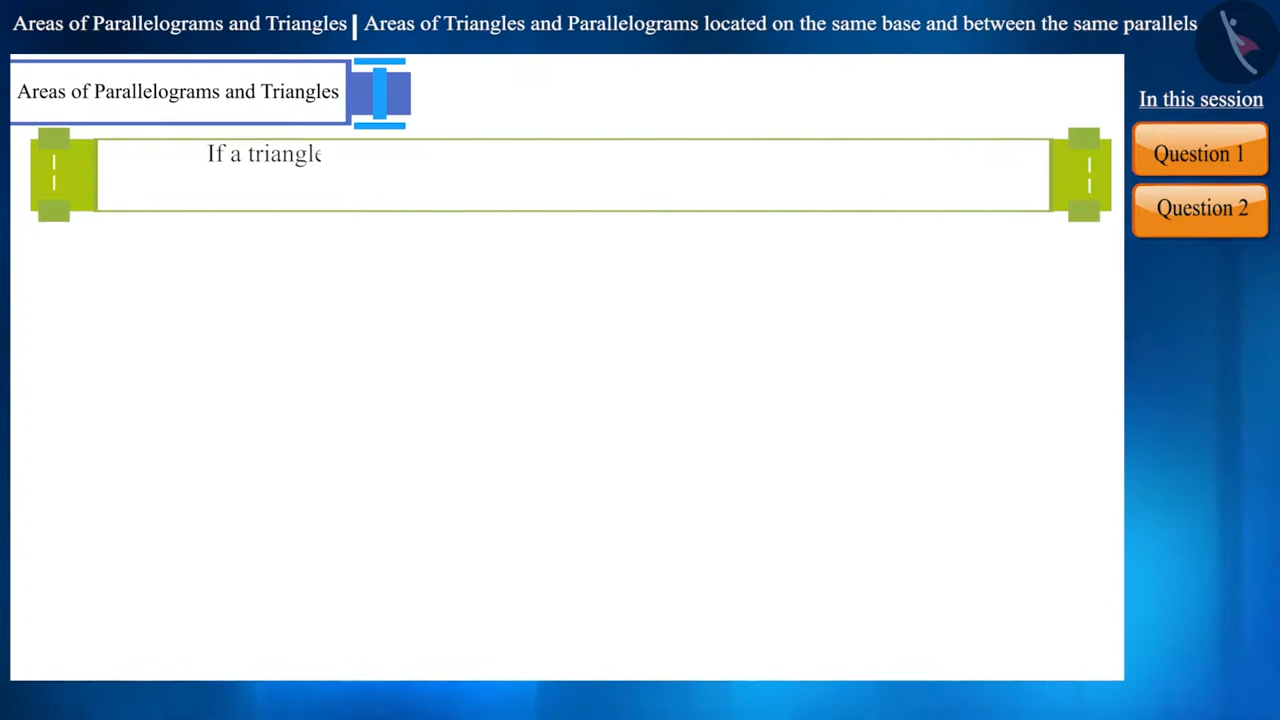 Areas of Parallelograms and Triangles | Areas of Triangles and Parallelograms located on the same base and between the same parallels
Areas of Parallelograms and Triangles
In this session
Question 1
Question 2
If a triangle